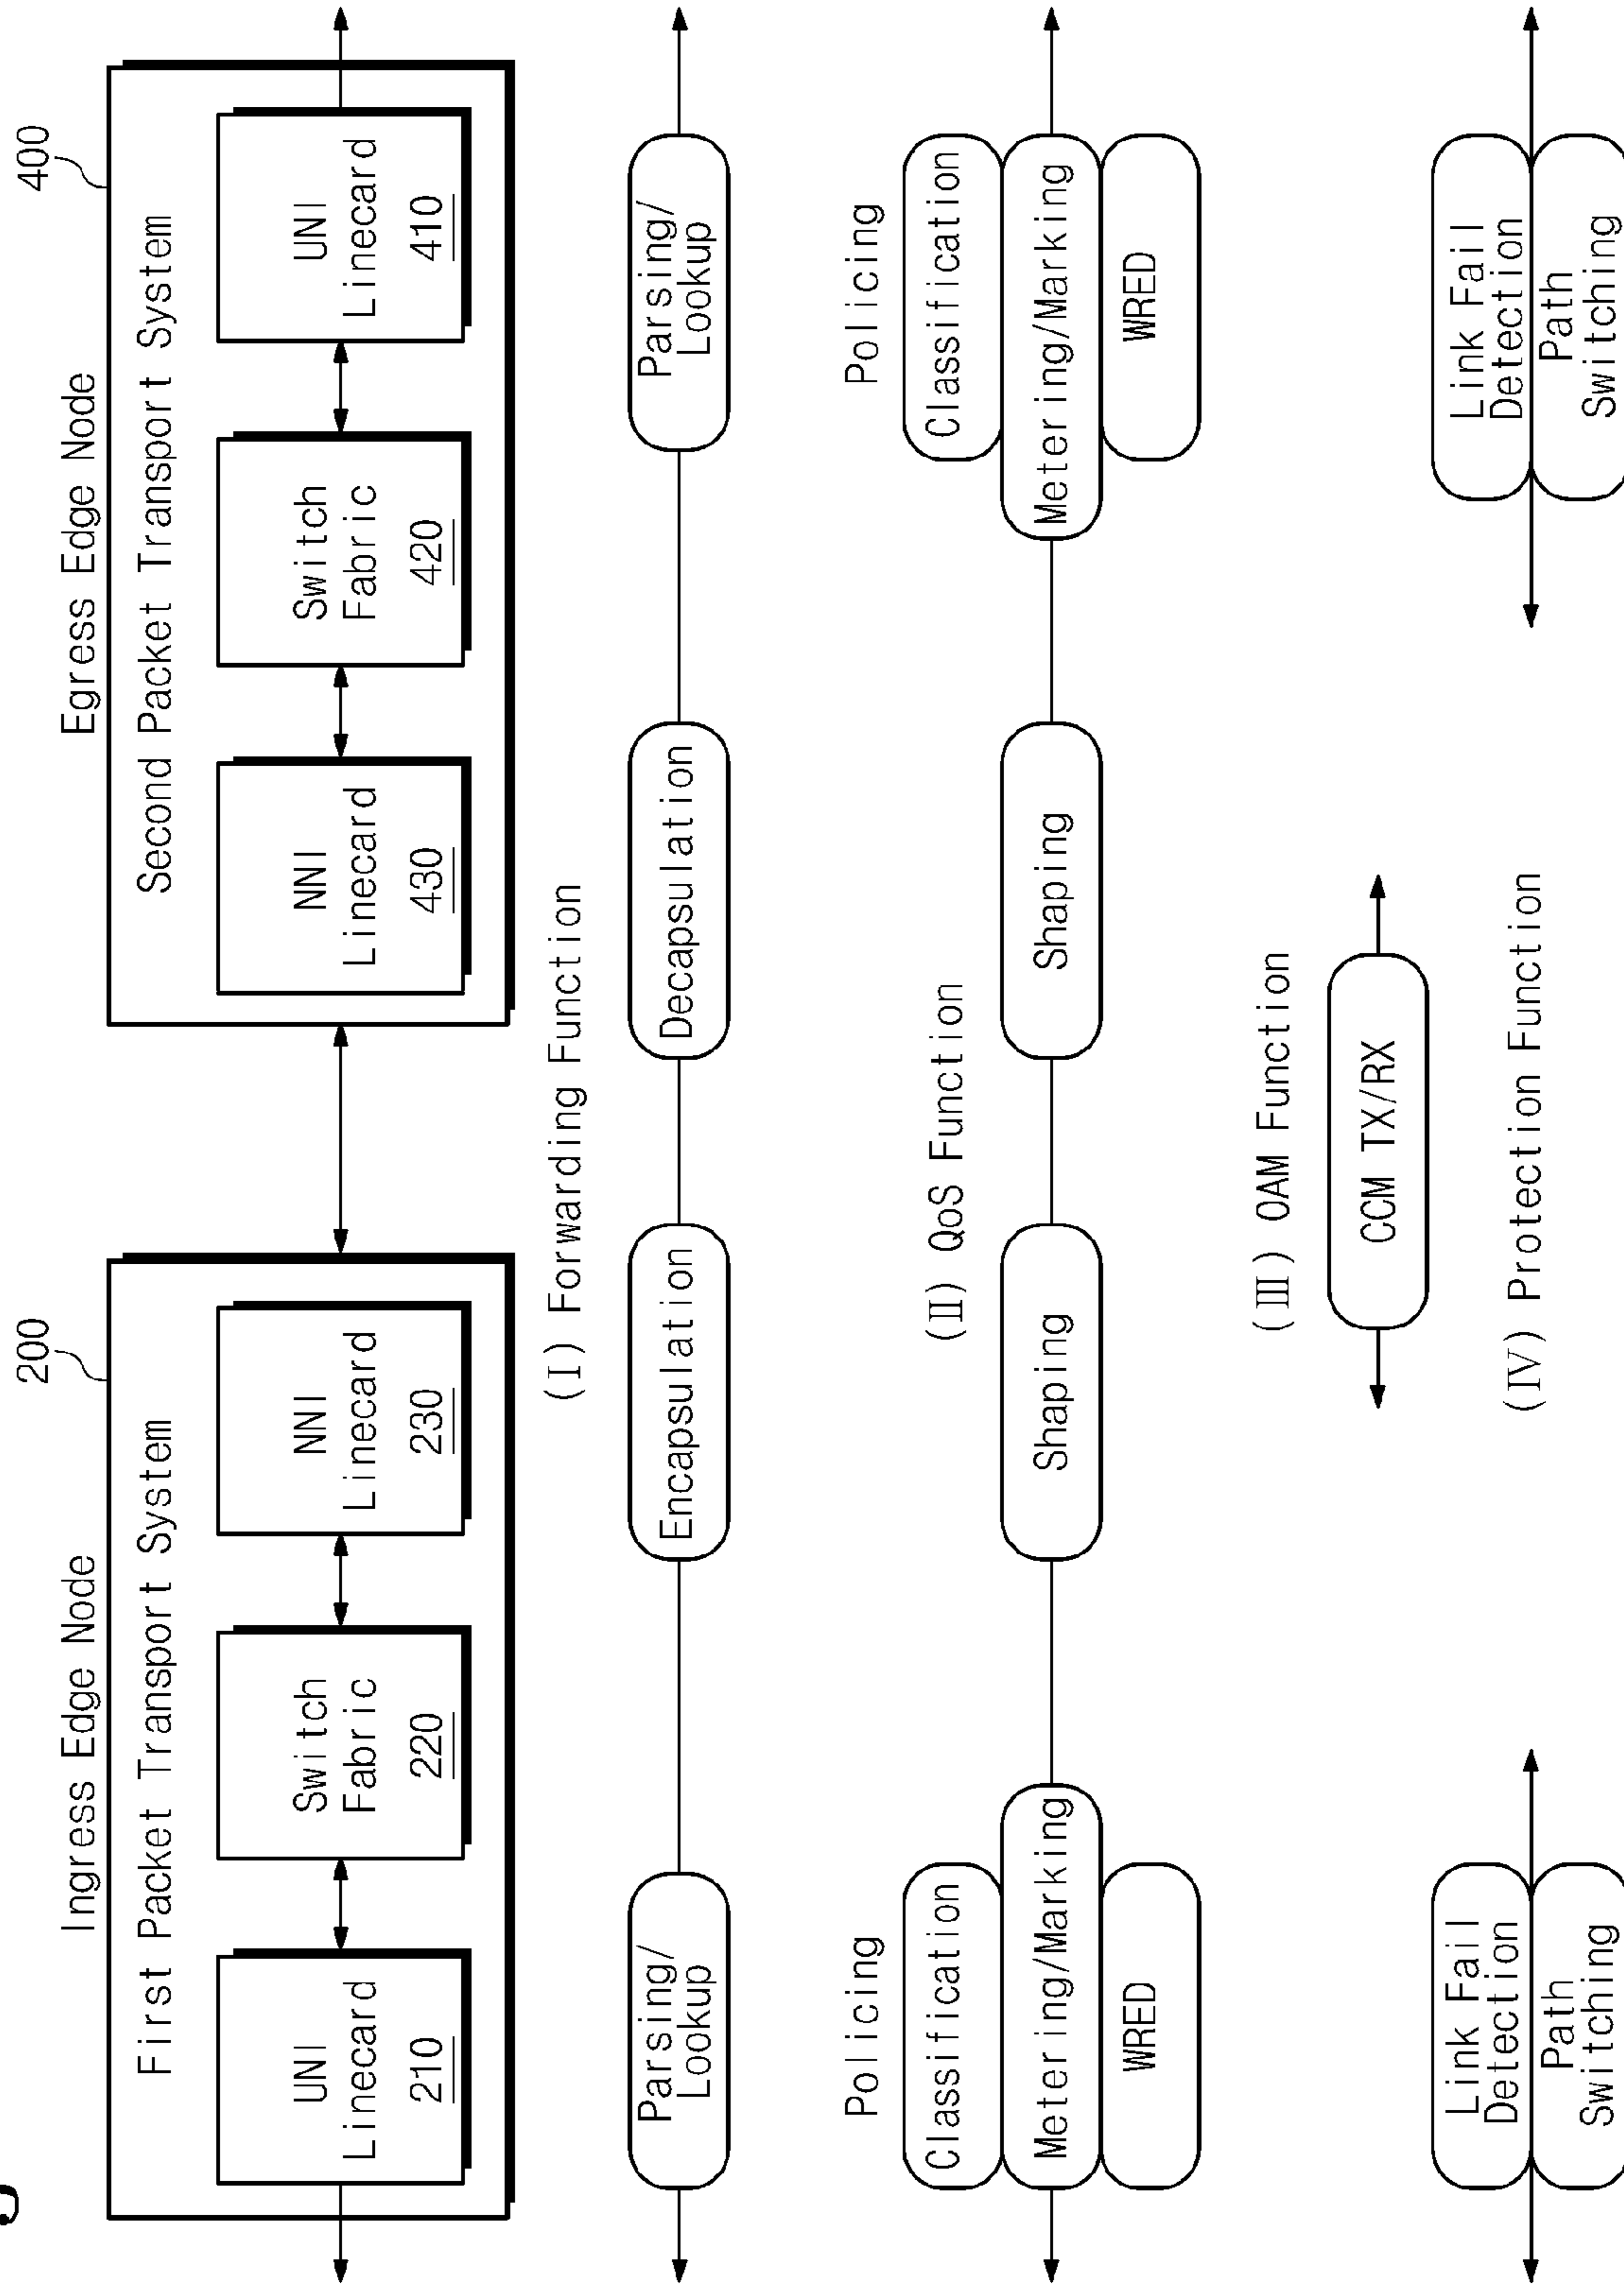 Ingress Edge Node
Egress Edge Node
200
400
First Packet Transport System
Second Packet Transport System
UNI
Linecard
210
Switch
Fabric
220
NNI
Linecard
230
NNI
Linecard
430
Switch
Fabric
420
UNI
Linecard
410
(I) Forwarding Function
Parsing/
Lookup
Encapsulation
Decapsulation
Parsing/
Lookup
(II) QoS Function
Policing
Classification
Metering/Marking
WRED
Shaping
Shaping
Policing
Classification
Metering/Marking
WRED
(III) OAM Function
CCM TX/RX
(IV) Protection Function
Link Fail
Detection
Path
Switching
Link Fail
Detection
Path
Switching